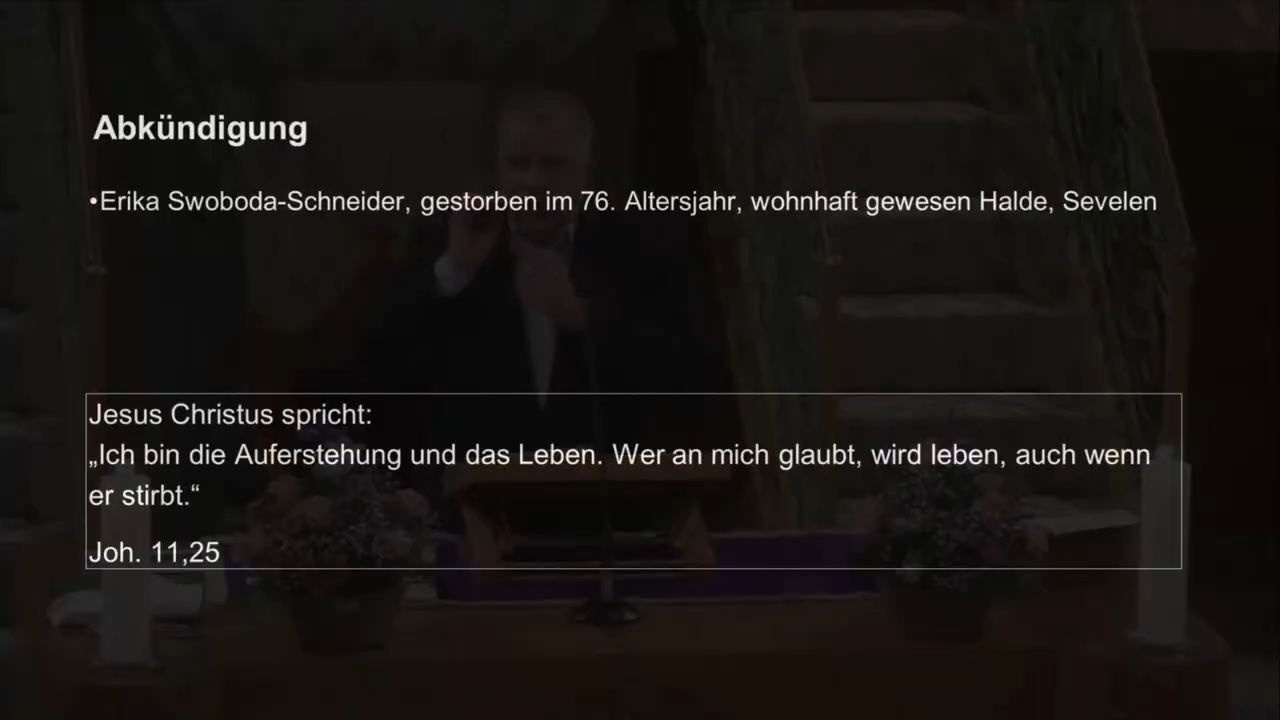 Abkündigung
•Erika Swoboda-Schneider, gestorben im 76. Altersjahr, wohnhaft gewesen Halde, Sevelen
Jesus Christus spricht:
„Ich bin die Auferstehung und das Leben. Wer an mich glaubt, wird leben, auch wenn
er stirbt.“
Joh. 11,25